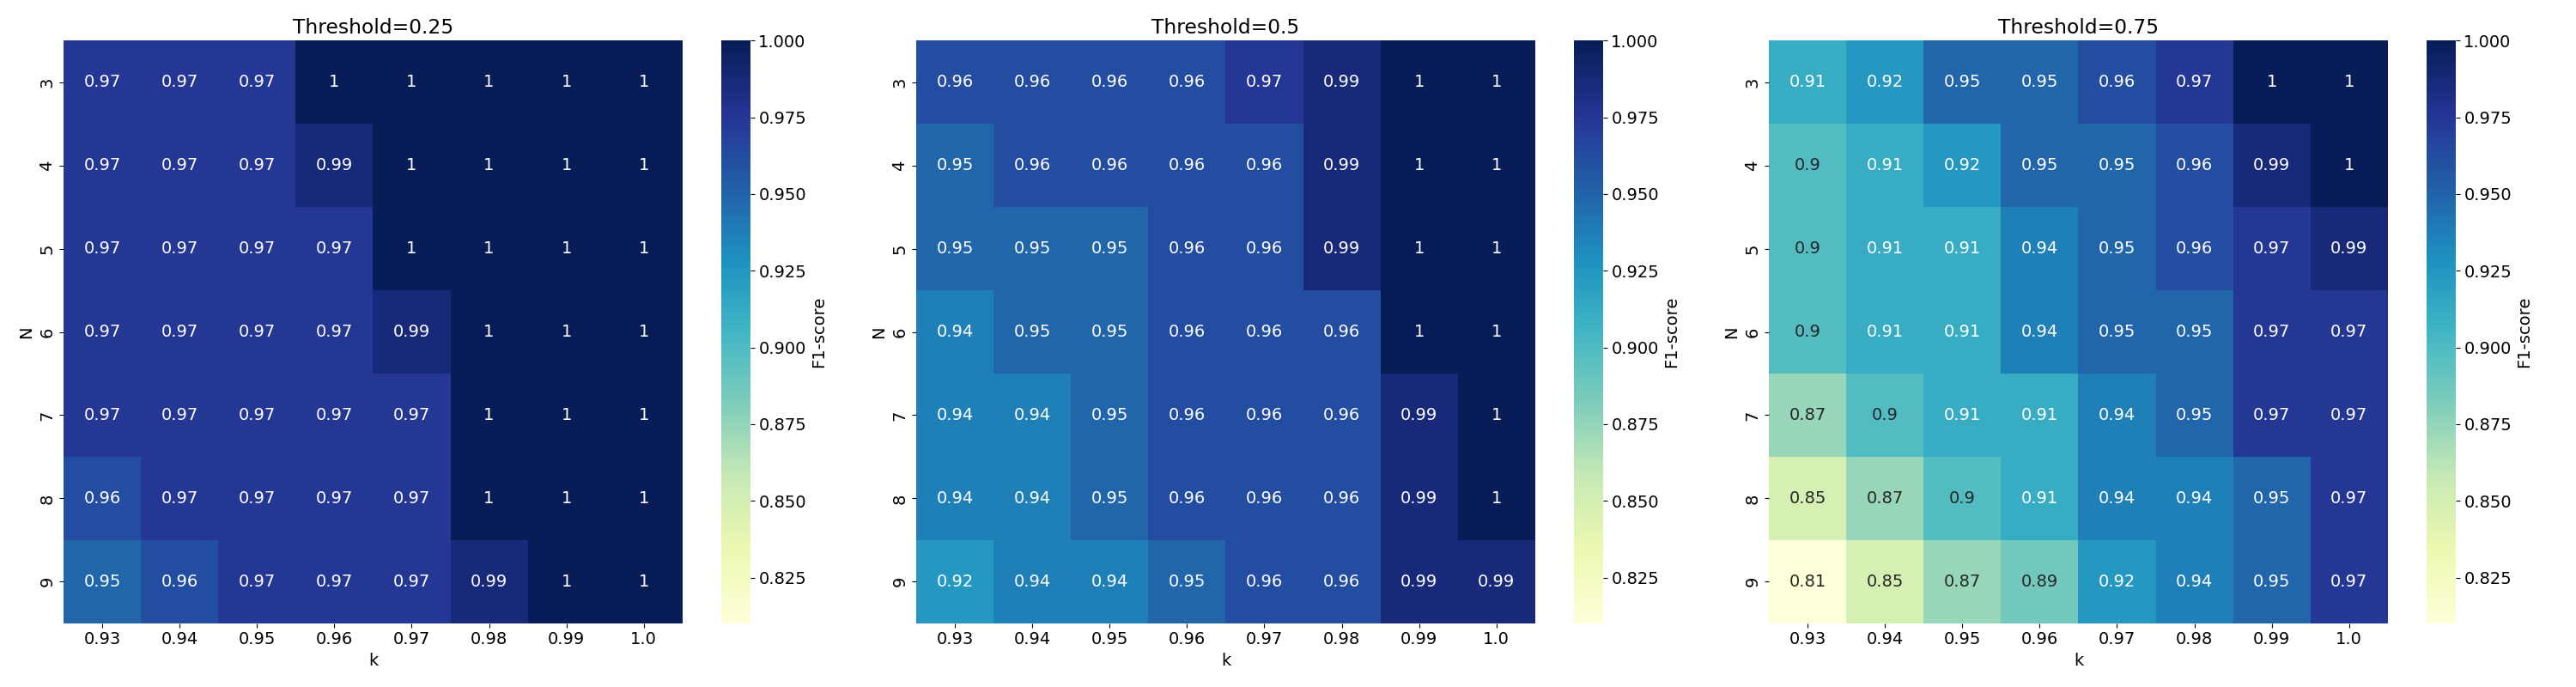 Threshold=0.25 Threshold=0.5 Threshold=0.75
3 0.97 0.97 0.97 1 1 1 1 1 1.000 3 0.96 0.96 0.96 0.96 0.97 0.99 1 1 1.000 3 0.91 0.92 0.95 0.95 0.96 0.97 1 1 1.000
0.975 0.975 0.975
4 0.97 0.97 0.97 0.99 1 1 1 1 4 0.95 0.96 0.96 0.96 0.96 0.99 1 1 4 0.9 0.91 0.92 0.95 0.95 0.96 0.99 1
0.950 0.950 0.950
5 0.97 0.97 0.97 0.97 1 1 1 1 5 0.95 0.95 0.95 0.96 0.96 0.99 1 1 5 0.9 0.91 0.91 0.94 0.95 0.96 0.97 0.99
0.925 0.925 0.925
N 6 0.97 0.97 0.97 0.97 0.99 1 1 1 F1-score N 6 0.94 0.95 0.95 0.96 0.96 0.96 1 1 F1-score N 6 0.9 0.91 0.91 0.94 0.95 0.95 0.97 0.97 F1-score
0.900 0.900 0.900
7 0.97 0.97 0.97 0.97 0.97 1 1 1 7 0.94 0.94 0.95 0.96 0.96 0.96 0.99 1 7 0.87 0.9 0.91 0.91 0.94 0.95 0.97 0.97
0.875 0.875 0.875
8 0.96 0.97 0.97 0.97 0.97 1 1 1 0.850 8 0.94 0.94 0.95 0.96 0.96 0.96 0.99 1 0.850 8 0.85 0.87 0.9 0.91 0.94 0.94 0.95 0.97 0.850
9 0.95 0.96 0.97 0.97 0.97 0.99 1 1 0.825 9 0.92 0.94 0.94 0.95 0.96 0.96 0.99 0.99 0.825 9 0.81 0.85 0.87 0.89 0.92 0.94 0.95 0.97 0.825
0.93 0.94 0.95 0.96 0.97 0.98 0.99 1.0 0.93 0.94 0.95 0.96 0.97 0.98 0.99 1.0 0.93 0.94 0.95 0.96 0.97 0.98 0.99 1.0
k k k